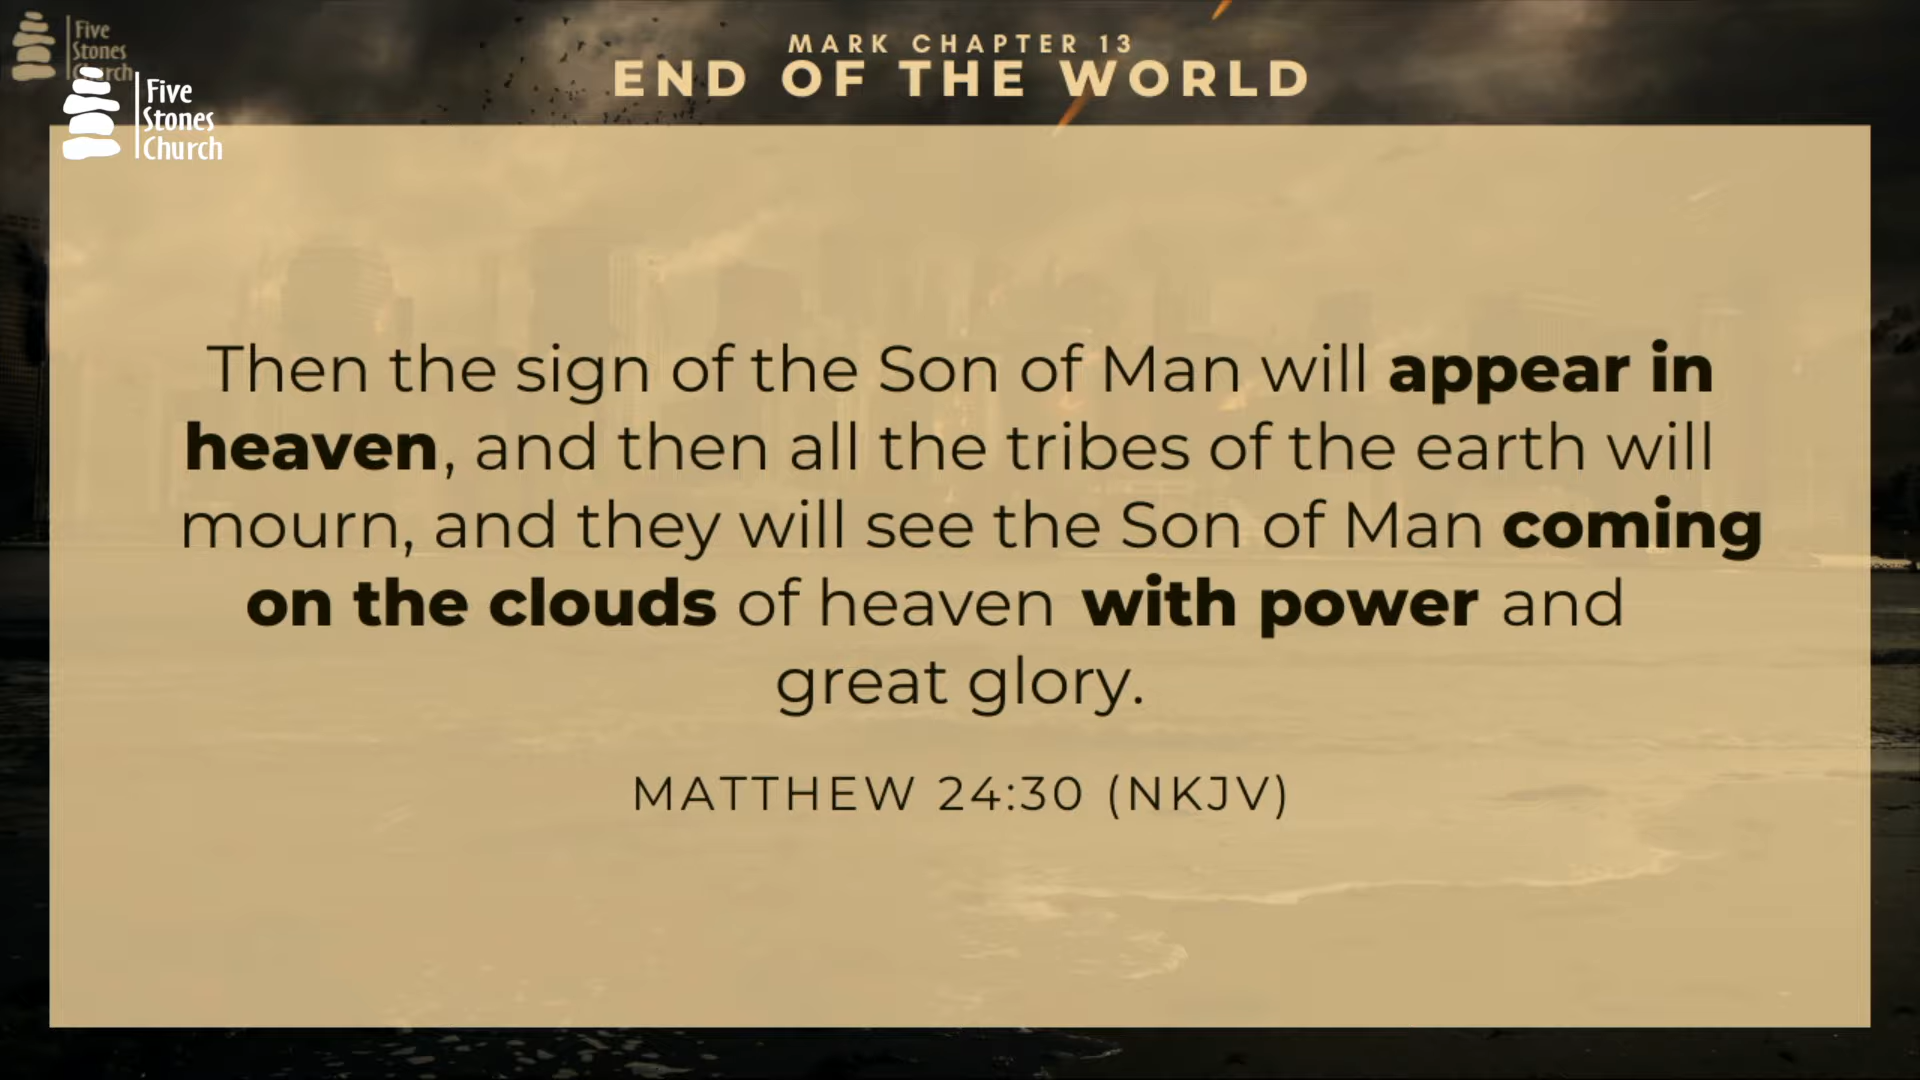 Five
Stones
Church
Five
Stones
Church
MARK CHAPTER 13
END OF THE WORLD
Then the sign of the Son of Man will appear in
heaven, and then all the tribes of the earth will
mourn, and they will see the Son of Man coming
on the clouds of heaven with power and
great glory.
MATTHEW 24:30 (NKJV)